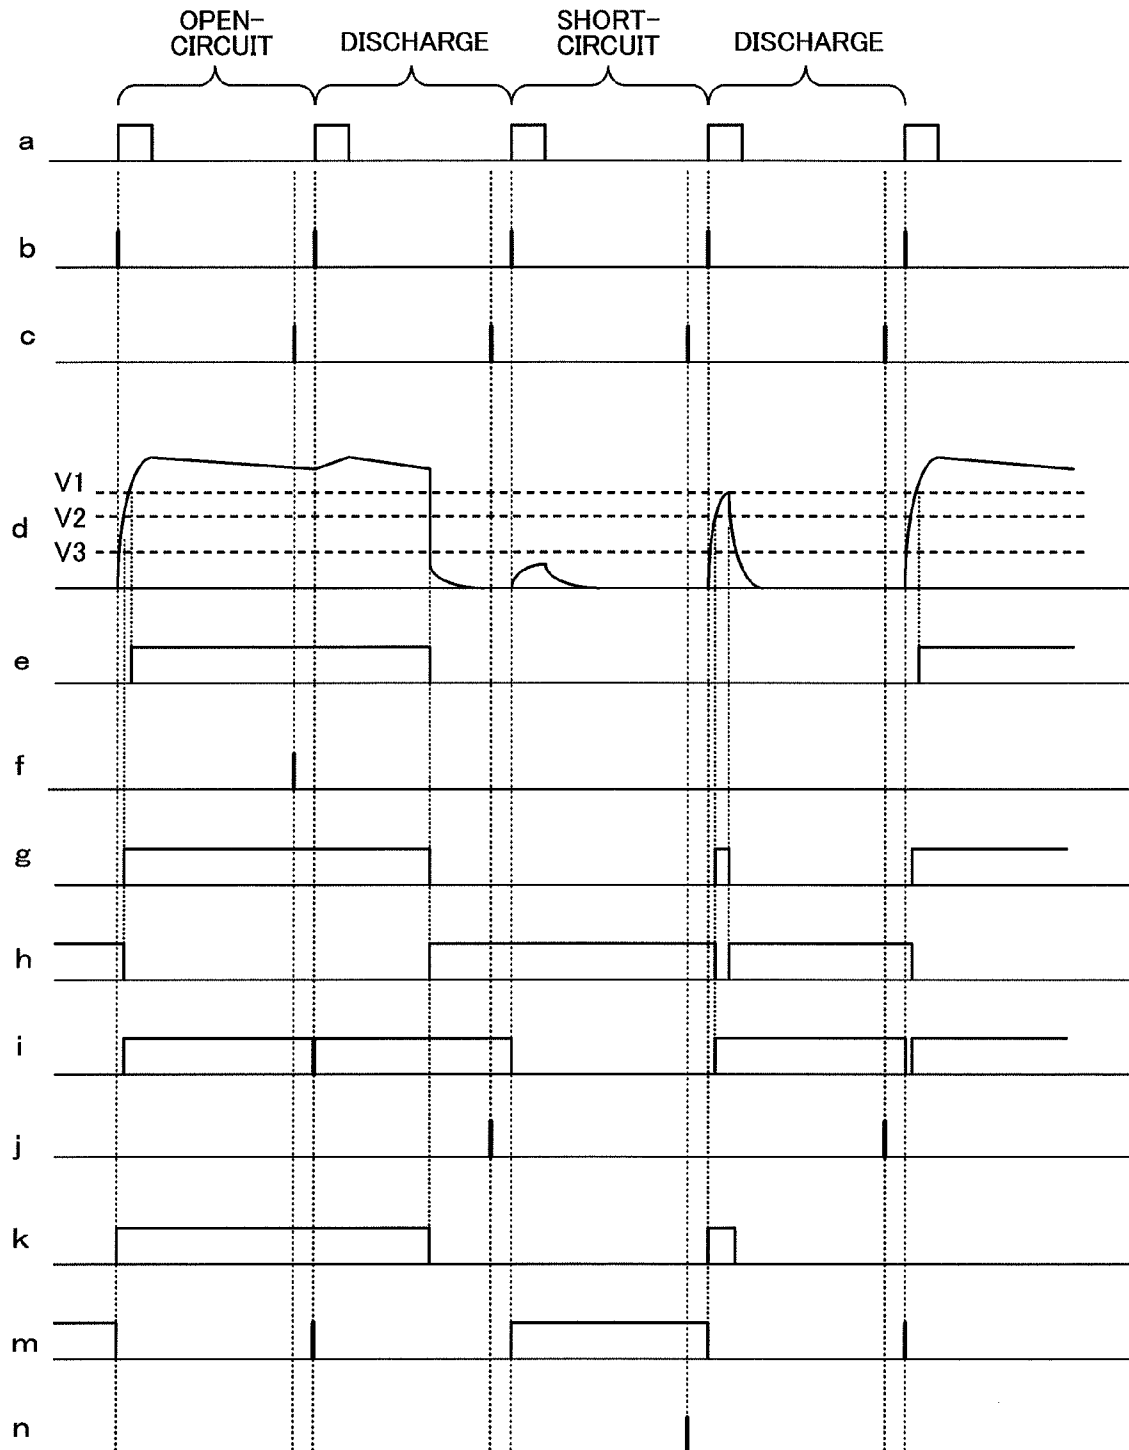 OPEN-
CIRCUIT
DISCHARGE
SHORT-
CIRCUIT
DISCHARGE
a
b
c
V1
V2
V3
d
e
f
g
h
i
j
k
m
n